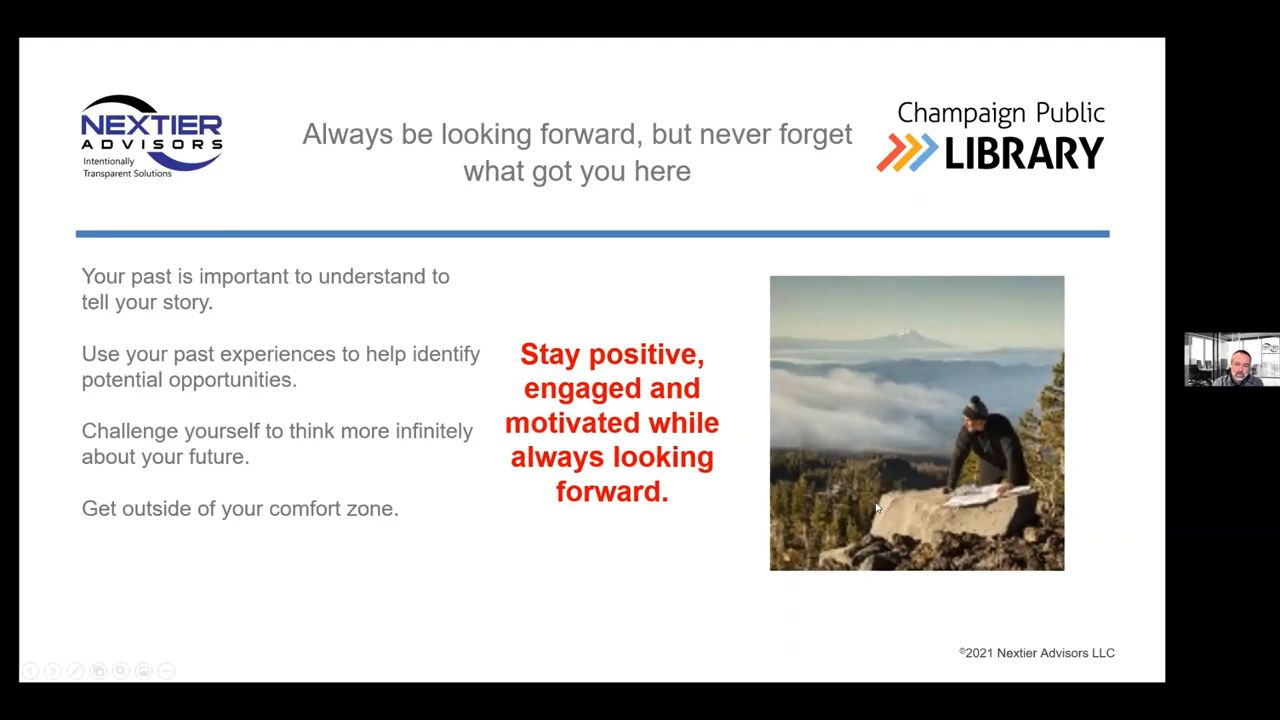 NEXTIER
ADVISORS
Intentionally
Transparent Solutions
Always be looking forward, but never forget
what got you here
Champaign Public
LIBRARY
Your past is important to understand to
tell your story.
Use your past experiences to help identify
potential opportunities.
Challenge yourself to think more infinitely
about your future.
Get outside of your comfort zone.
Stay positive,
engaged and
motivated while
always looking
forward.
©2021 Nextier Advisors LLC